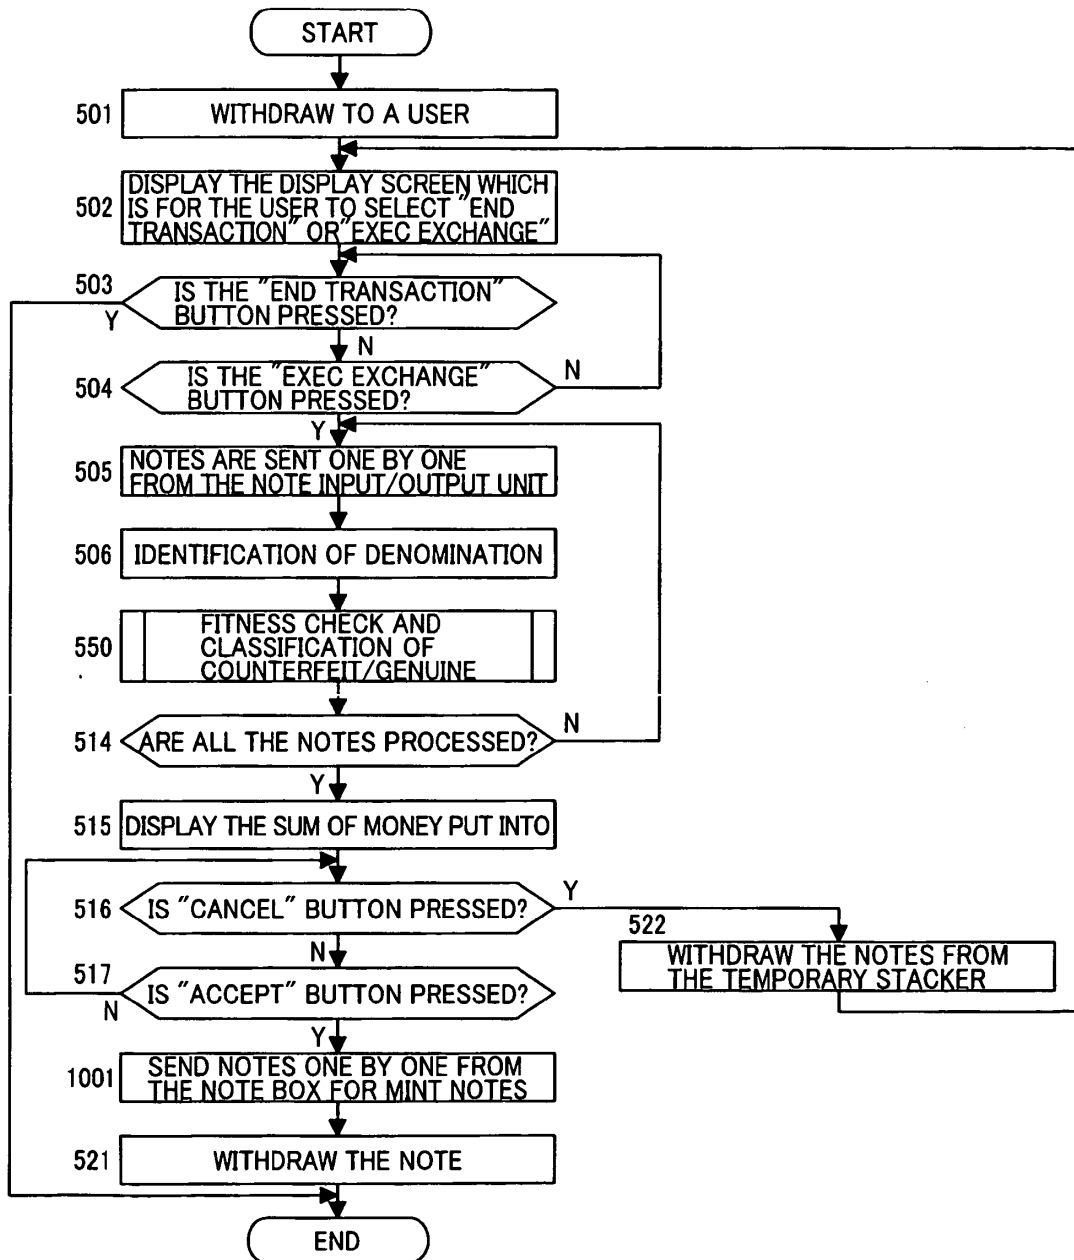 START
501
WITHDRAW TO A USER
502
DISPLAY THE DISPLAY SCREEN WHICH
IS FOR THE USER TO SELECT "END
TRANSACTION" OR "EXEC EXCHANGE"
503
IS THE "END TRANSACTION"
BUTTON PRESSED?
Y
N
504
IS THE "EXEC EXCHANGE"
BUTTON PRESSED?
N
Y
505
NOTES ARE SENT ONE BY ONE
FROM THE NOTE INPUT/OUTPUT UNIT
506
IDENTIFICATION OF DENOMINATION
550
FITNESS CHECK AND
CLASSIFICATION OF
COUNTERFEIT/GENUINE
514
ARE ALL THE NOTES PROCESSED?
N
Y
515
DISPLAY THE SUM OF MONEY PUT INTO
516
IS "CANCEL" BUTTON PRESSED?
Y
N
522
WITHDRAW THE NOTES FROM
THE TEMPORARY STACKER
517
IS "ACCEPT" BUTTON PRESSED?
N
Y
1001
SEND NOTES ONE BY ONE FROM
THE NOTE BOX FOR MINT NOTES
521
WITHDRAW THE NOTE
END